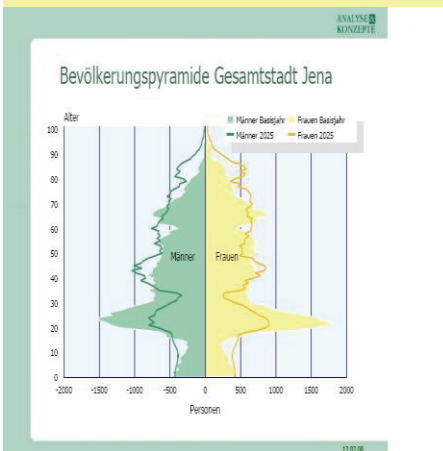 ANALYSE &
KONZEPTE
Bevölkerungspyramide Gesamtstadt Jena
Alter
Männer Basisjahr Frauen Basisjahr
Männer 2025 Frauen 2025
100
90
80
70
60
50
Männer Frauen
40
30
20
10
0
-2000 -1500 -1000 -500 0 500 1000 1500 2000
Personen
12.02.08